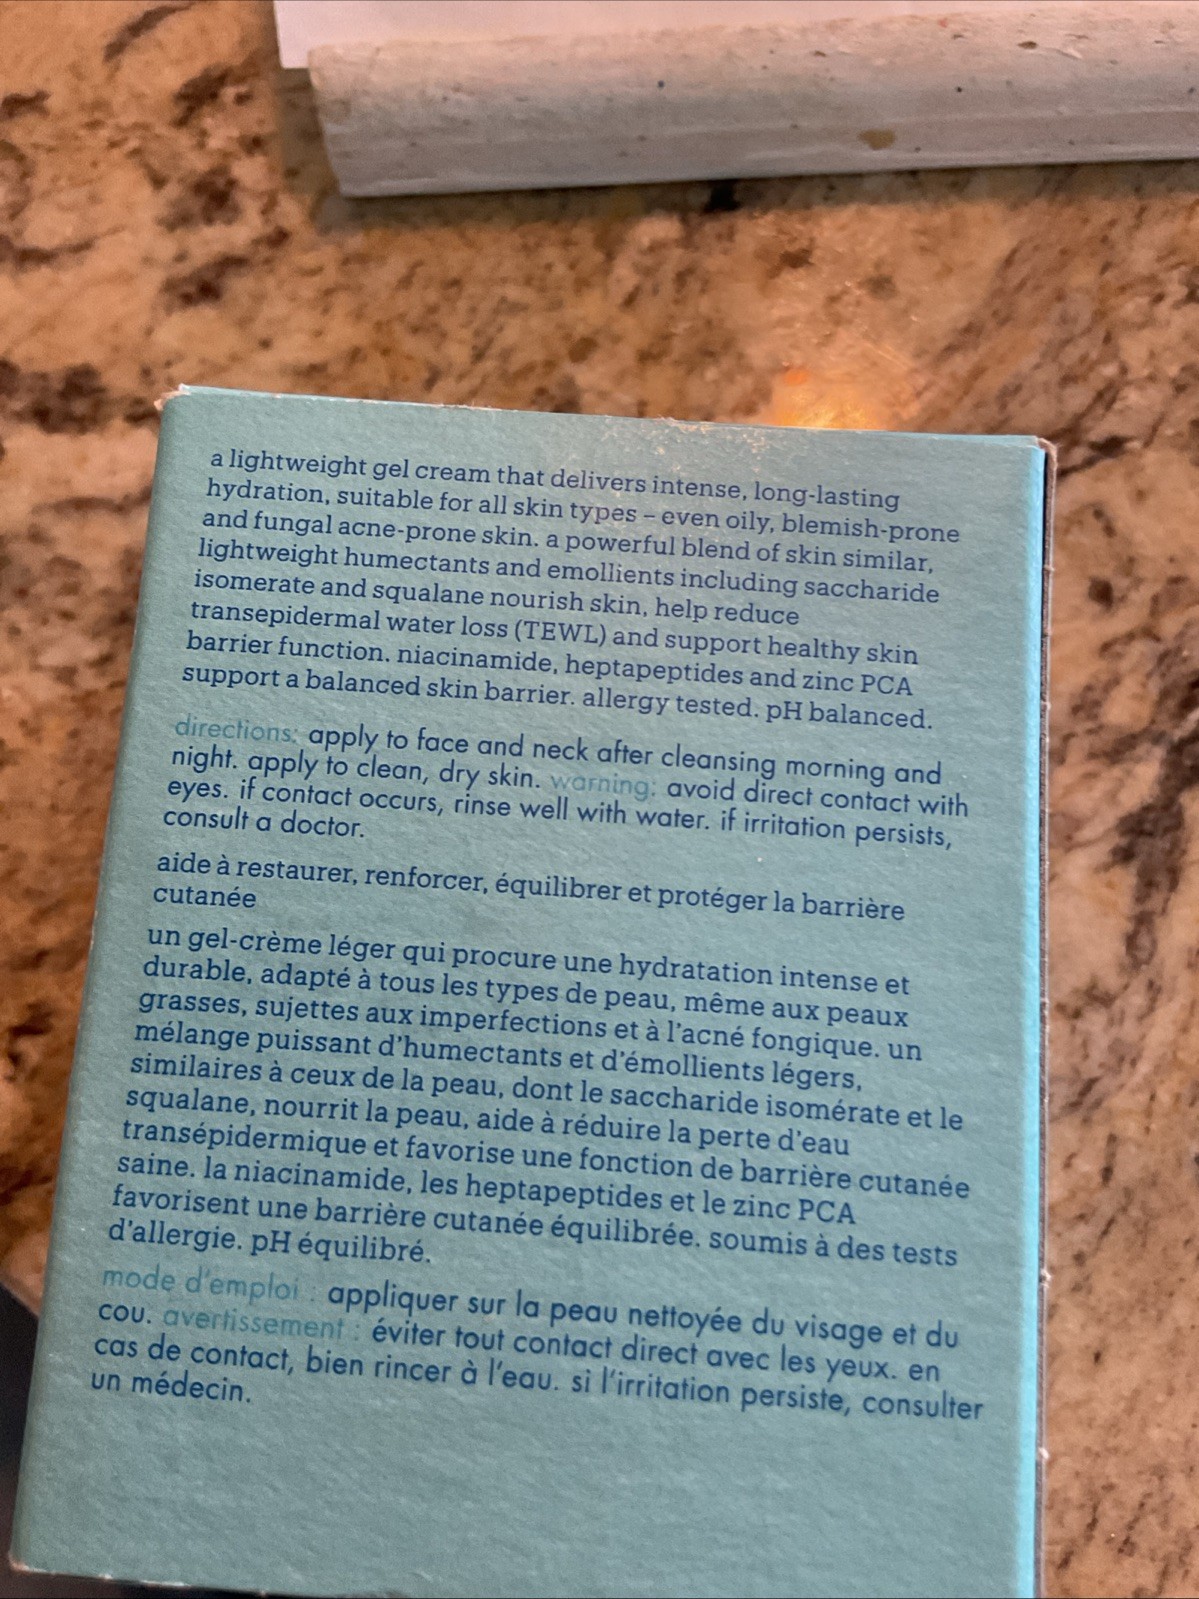 a lightweight gel cream that delivers intense, long-lasting
hydration, suitable for all skin types – even oily, blemish-prone
and fungal acne-prone skin. a powerful blend of skin similar,
lightweight humectants and emollients including saccharide
isomerate and squalane nourish skin, help reduce
transepidermal water loss (TEWL) and support healthy skin
barrier function. niacinamide, heptapeptides and zinc PCA
support a balanced skin barrier. allergy tested. pH balanced.
directions: apply to face and neck after cleansing morning and
night. apply to clean, dry skin. warning: avoid direct contact with
eyes. if contact occurs, rinse well with water. if irritation persists,
consult a doctor.
aide à restaurer, renforcer, équilibrer et protéger la barrière
cutanée
un gel-crème léger qui procure une hydratation intense et
durable, adapté à tous les types de peau, même aux peaux
grasses, sujettes aux imperfections et à l'acné fongique. un
mélange puissant d'humectants et d'émollients légers,
similaires à ceux de la peau, dont le saccharide isomérate et le
squalane, nourrit la peau, aide à réduire la perte d'eau
transépidermique et favorise une fonction de barrière cutanée
saine. la niacinamide, les heptapeptides et le zinc PCA
favorisent une barrière cutanée équilibrée. soumis à des tests
d'allergie. pH équilibré.
mode d'emploi : appliquer sur la peau nettoyée du visage et du
cou. avertissement : éviter tout contact direct avec les yeux. en
cas de contact, bien rincer à l'eau. si l'irritation persiste, consulter
un médecin.